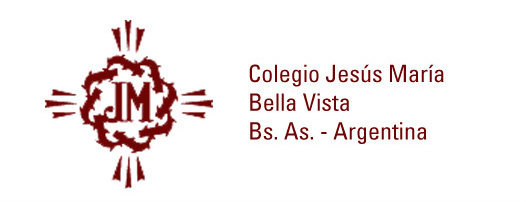 JM
Colegio Jesús María
Bella Vista
Bs. As. - Argentina